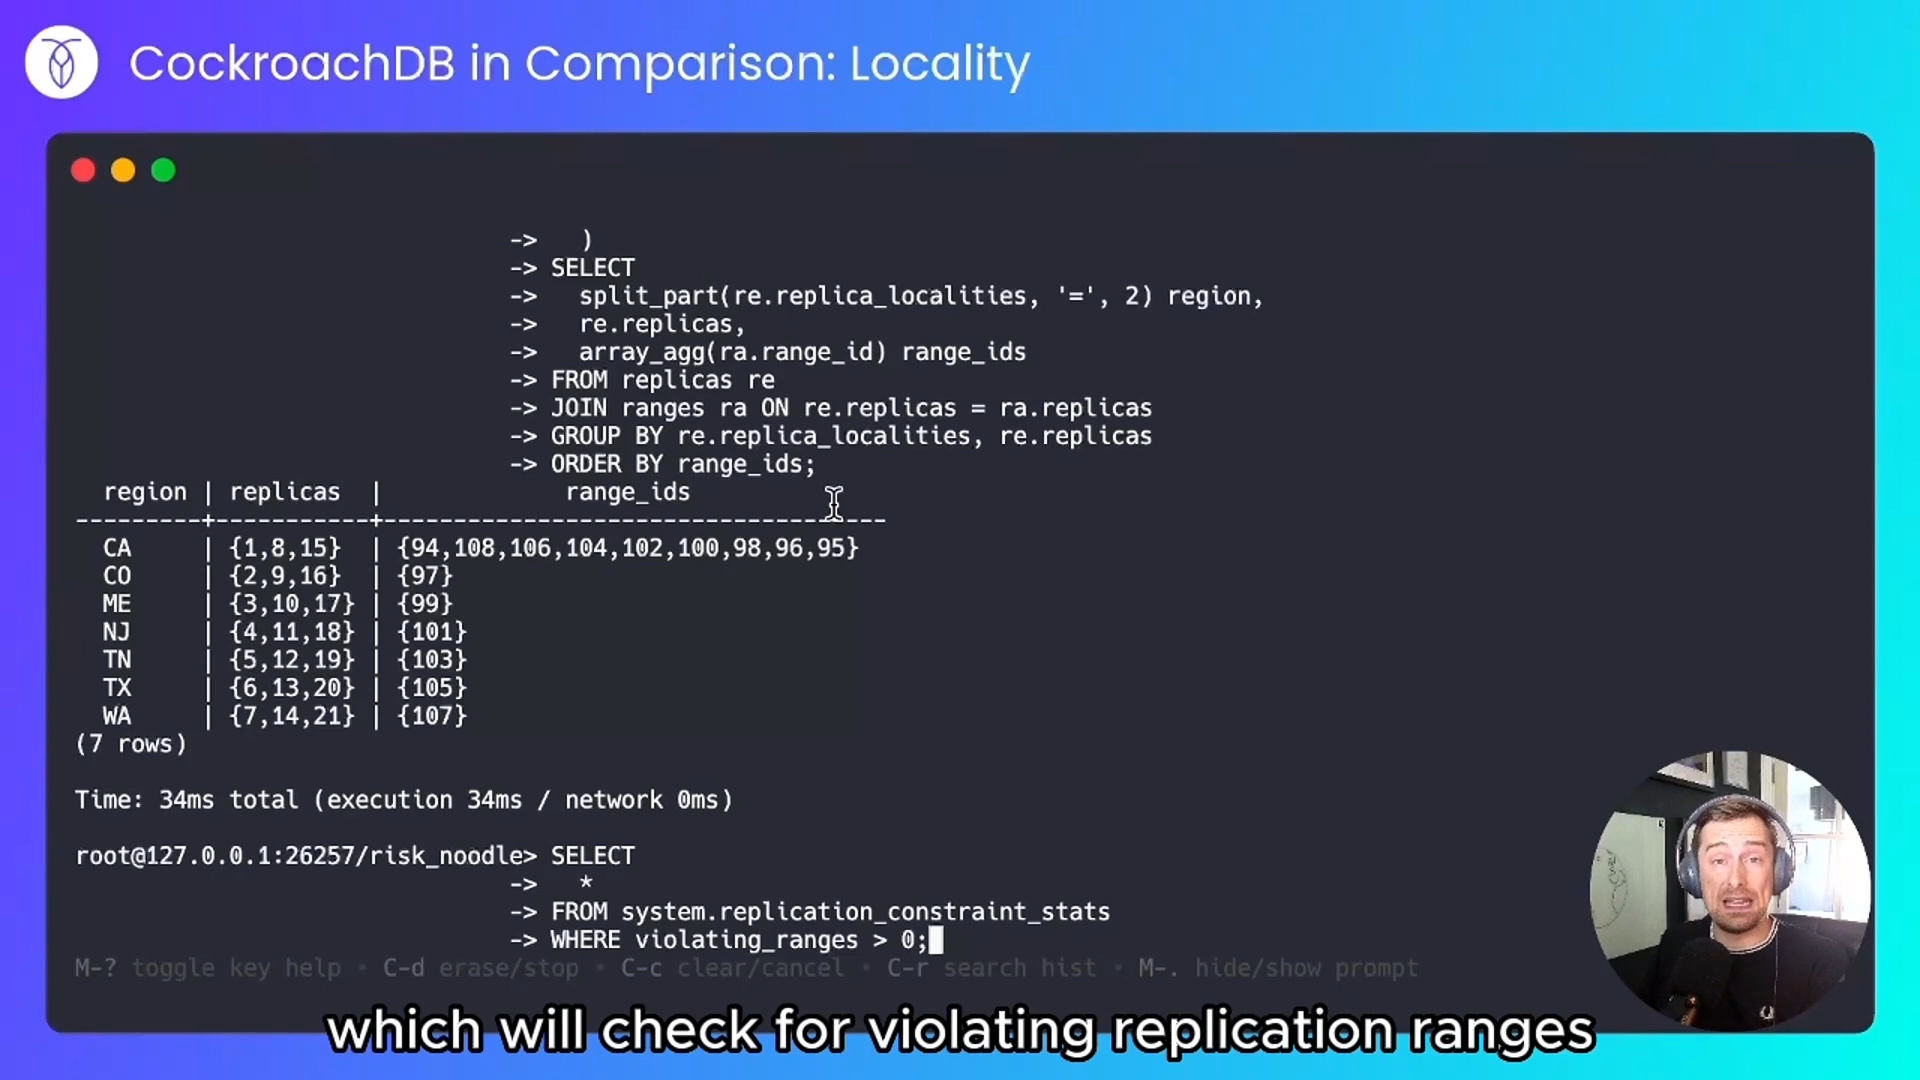 CockroachDB in Comparison: Locality
->   )
-> SELECT
->   split_part(re.replica_localities, '=', 2) region,
->   re.replicas,
->   array_agg(ra.range_id) range_ids
-> FROM replicas re
-> JOIN ranges ra ON re.replicas = ra.replicas
-> GROUP BY re.replica_localities, re.replicas
-> ORDER BY range_ids;
region | replicas | range_ids
---------+-----------+------------------------------------
CA | {1,8,15} | {94,108,106,104,102,100,98,96,95}
CO | {2,9,16} | {97}
ME | {3,10,17} | {99}
NJ | {4,11,18} | {101}
TN | {5,12,19} | {103}
TX | {6,13,20} | {105}
WA | {7,14,21} | {107}
(7 rows)
Time: 34ms total (execution 34ms / network 0ms)
root@127.0.0.1:26257/risk_noodle> SELECT
->   *
-> FROM system.replication_constraint_stats
-> WHERE violating_ranges > 0;
M-? toggle key help · C-d erase/stop · C-c clear/cancel · C-r search hist · M-. hide/show prompt
which will check for violating replication ranges